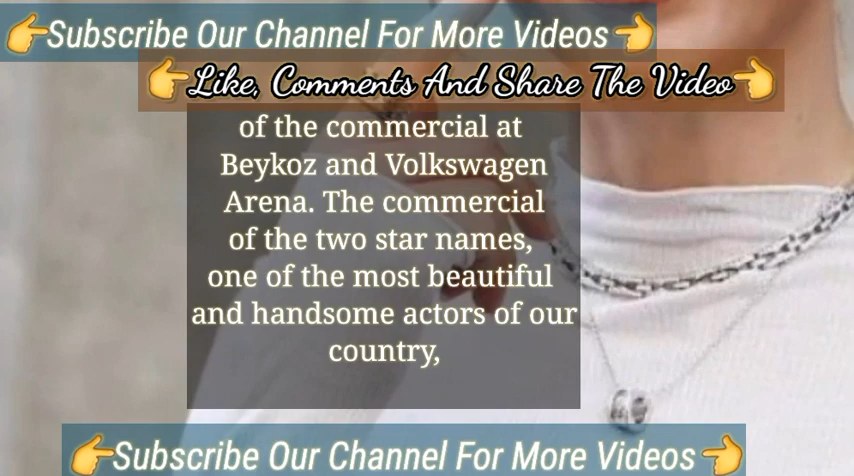 👉Subscribe Our Channel For More Videos👈
👉Like, Comments And Share The Video👈
of the commercial at
Beykoz and Volkswagen
Arena. The commercial
of the two star names,
one of the most beautiful
and handsome actors of our
country,
👉Subscribe Our Channel For More Videos👈